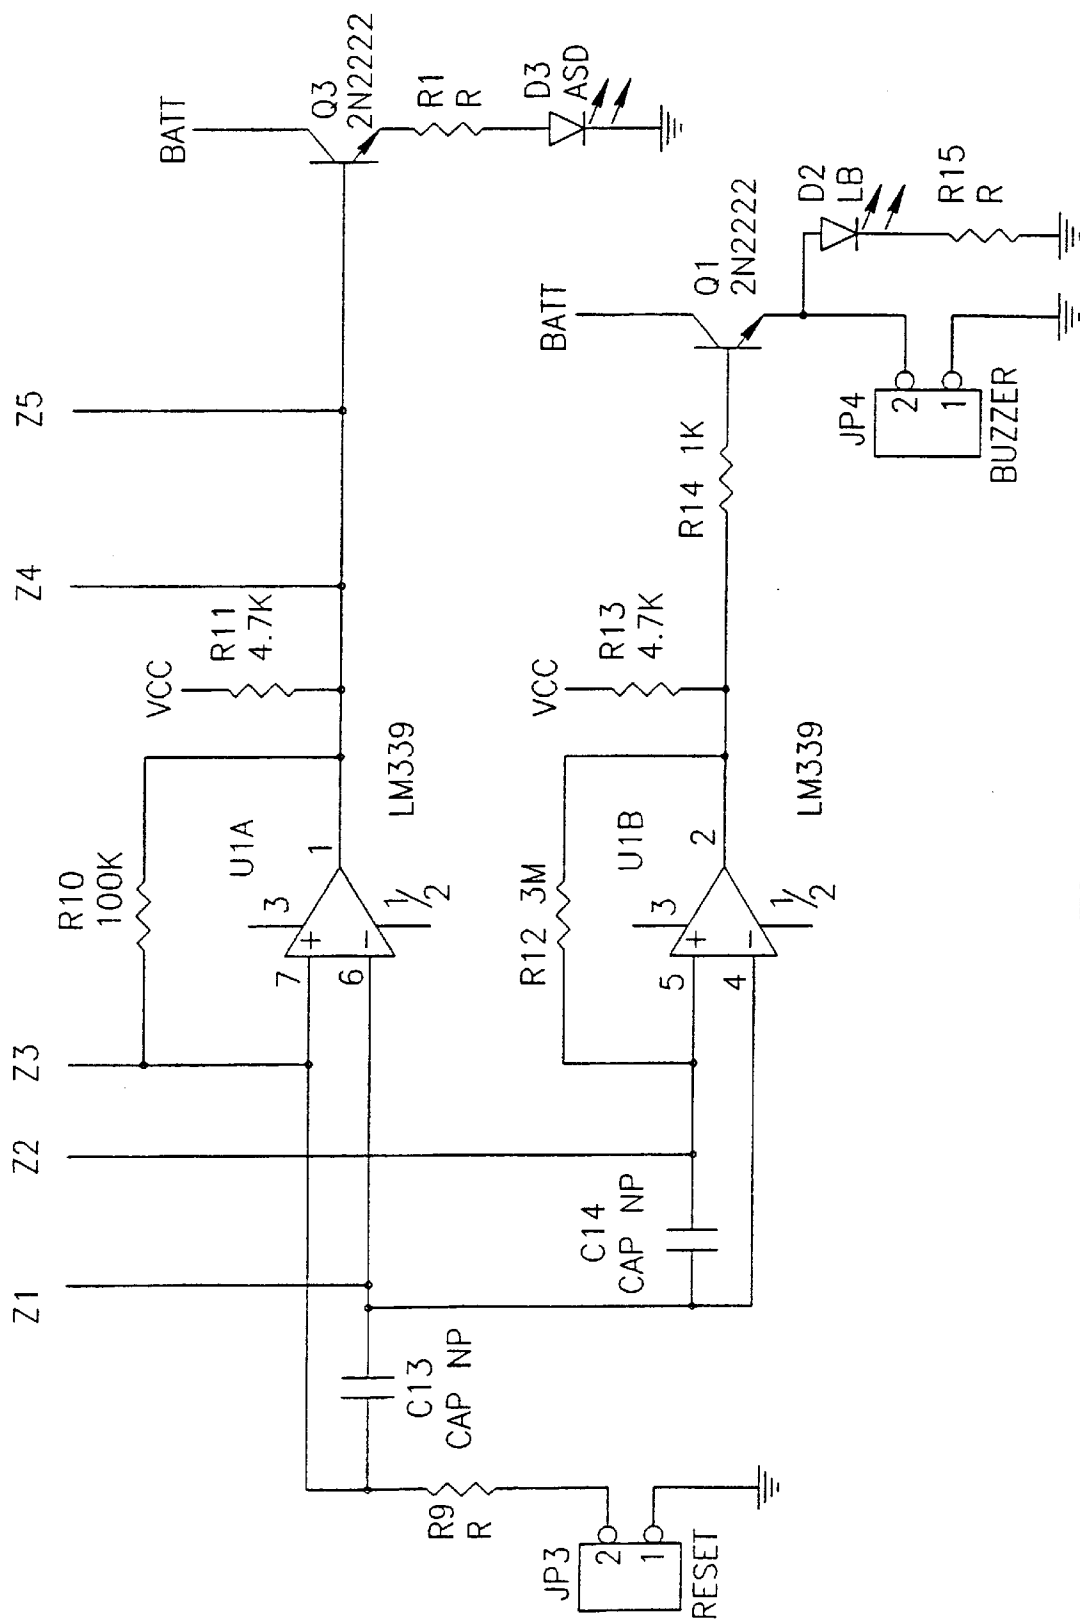 Z1
Z2
Z3
Z4
Z5
R10
100K
VCC
R11
4.7K
BATT
Q3
2N2222
R1
R
D3
ASD
U1A
3
7
+
6
-
1
1/2
LM339
C13
CAP NP
R9
R
JP3
2
1
RESET
C14
CAP NP
R12 3M
U1B
3
5
+
4
-
2
1/2
LM339
VCC
R13
4.7K
R14 1K
BATT
Q1
2N2222
D2
LB
R15
R
JP4
2
1
BUZZER